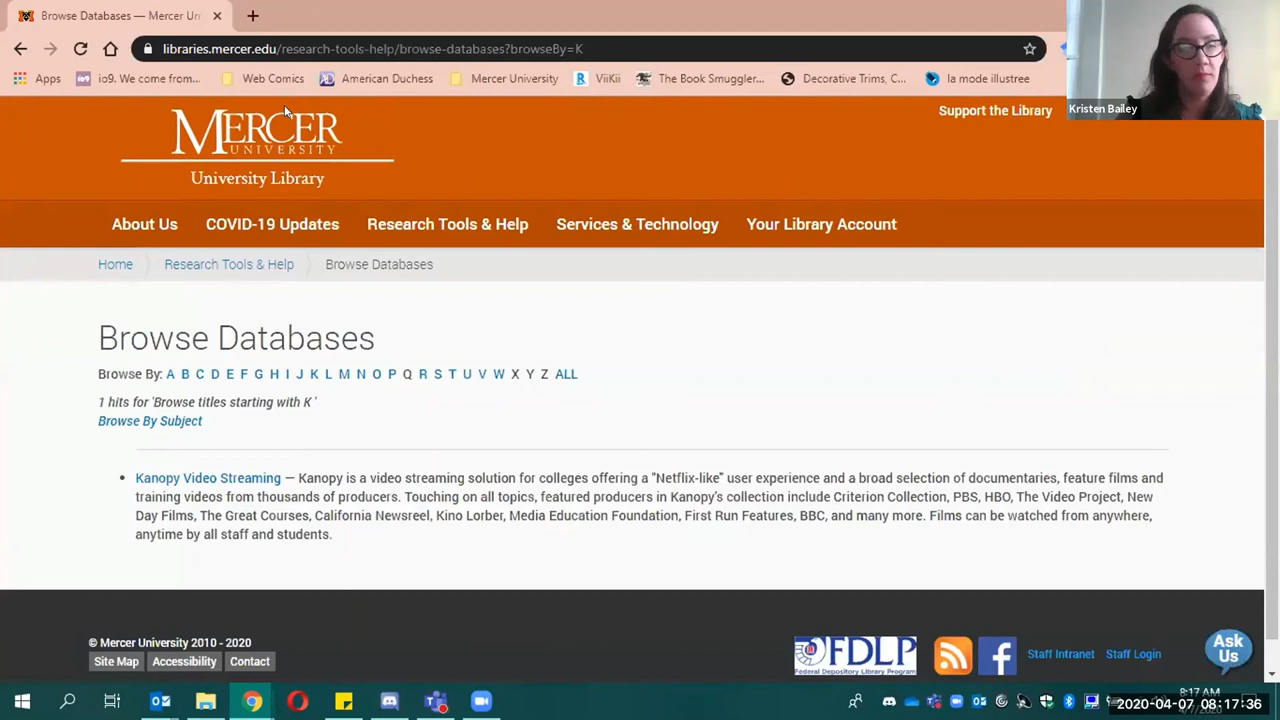 Browse Databases — Mercer Un
libraries.mercer.edu/research-tools-help/browse-databases?browseBy=K
Apps io9. We come from... Web Comics American Duchess Mercer University ViiKii The Book Smuggler... Decorative Trims, C... la mode illustree
Kristen Bailey
Support the Library
MERCER
UNIVERSITY
University Library
About Us COVID-19 Updates Research Tools & Help Services & Technology Your Library Account
Home Research Tools & Help Browse Databases
Browse Databases
Browse By: A B C D E F G H I J K L M N O P Q R S T U V W X Y Z ALL
1 hits for 'Browse titles starting with K '
Browse By Subject
Kanopy Video Streaming — Kanopy is a video streaming solution for colleges offering a "Netflix-like" user experience and a broad selection of documentaries, feature films and
training videos from thousands of producers. Touching on all topics, featured producers in Kanopy's collection include Criterion Collection, PBS, HBO, The Video Project, New
Day Films, The Great Courses, California Newsreel, Kino Lorber, Media Education Foundation, First Run Features, BBC, and many more. Films can be watched from anywhere,
anytime by all staff and students.
© Mercer University 2010 - 2020
Site Map Accessibility Contact
FDLP
Federal Depository Library Program
Staff Intranet Staff Login
Ask
Us
8:17 AM
2020-04-07 08:17:36